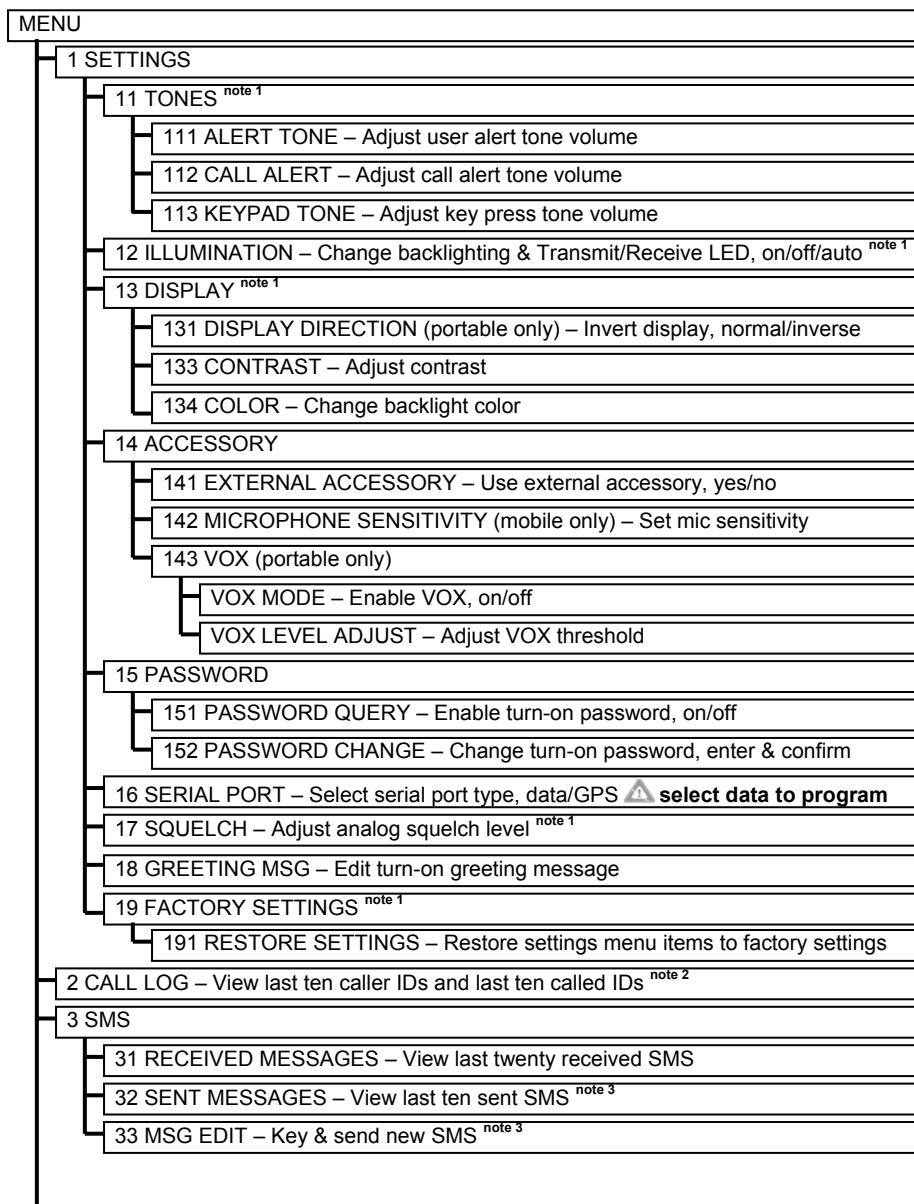 MENU
1 SETTINGS
11 TONES note 1
111 ALERT TONE – Adjust user alert tone volume
112 CALL ALERT – Adjust call alert tone volume
113 KEYPAD TONE – Adjust key press tone volume
12 ILLUMINATION – Change backlighting & Transmit/Receive LED, on/off/auto note 1
13 DISPLAY note 1
131 DISPLAY DIRECTION (portable only) – Invert display, normal/inverse
133 CONTRAST – Adjust contrast
134 COLOR – Change backlight color
14 ACCESSORY
141 EXTERNAL ACCESSORY – Use external accessory, yes/no
142 MICROPHONE SENSITIVITY (mobile only) – Set mic sensitivity
143 VOX (portable only)
VOX MODE – Enable VOX, on/off
VOX LEVEL ADJUST – Adjust VOX threshold
15 PASSWORD
151 PASSWORD QUERY – Enable turn-on password, on/off
152 PASSWORD CHANGE – Change turn-on password, enter & confirm
16 SERIAL PORT – Select serial port type, data/GPS ⚠ select data to program
17 SQUELCH – Adjust analog squelch level note 1
18 GREETING MSG – Edit turn-on greeting message
19 FACTORY SETTINGS note 1
191 RESTORE SETTINGS – Restore settings menu items to factory settings
2 CALL LOG – View last ten caller IDs and last ten called IDs note 2
3 SMS
31 RECEIVED MESSAGES – View last twenty received SMS
32 SENT MESSAGES – View last ten sent SMS note 3
33 MSG EDIT – Key & send new SMS note 3